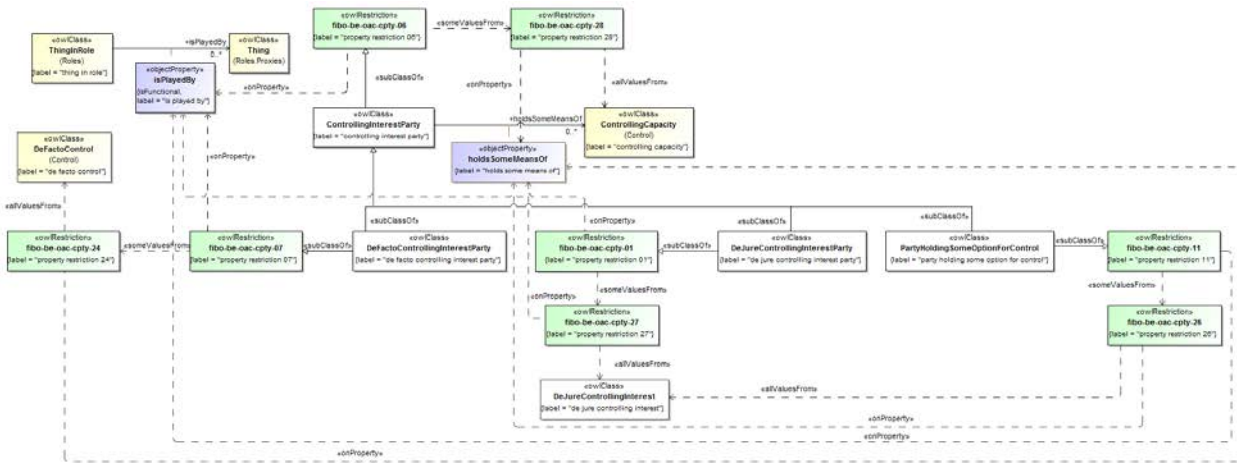 «owlRestriction»
fibo-be-oac-cpty-06
[label = "property restriction 06"]
«someValuesFrom»
«owlRestriction»
fibo-be-oac-cpty-28
[label = "property restriction 28"]
«owlClass»
ThingInRole
(Roles)
[label = "thing in role"]
+isPlayedBy
0..*
«owlClass»
Thing
(Roles.Proxies)
«objectProperty»
isPlayedBy
{isFunctional,
label = "is played by"}
«onProperty»
«subClassOf»
«onProperty»
«allValuesFrom»
«owlClass»
ControllingInterestParty
[label = "controlling interest party"]
+holdsSomeMeansOf
0..*
«owlClass»
ControllingCapacity
(Control)
[label = "controlling capacity"]
«owlClass»
DeFactoControl
(Control)
[label = "de facto control"]
«onProperty»
«objectProperty»
holdsSomeMeansOf
[label = "holds some means of"]
«allValuesFrom»
«subClassOf»
«onProperty»
«subClassOf»
«subClassOf»
«owlRestriction»
fibo-be-oac-cpty-24
[label = "property restriction 24"]
«someValuesFrom»
«owlRestriction»
fibo-be-oac-cpty-07
[label = "property restriction 07"]
«subClassOf»
«owlClass»
DeFactoControllingInterestParty
[label = "de facto controlling interest party]
«owlRestriction»
fibo-be-oac-cpty-01
[label = "property restriction 01"]
«subClassOf»
«owlClass»
DeJureControllingInterestParty
[label = "de jure controlling interest party]
«owlClass»
PartyHoldingSomeOptionForControl
[label = "party holding some option for control"]
«subClassOf»
«owlRestriction»
fibo-be-oac-cpty-11
[label = "property restriction 11"]
«someValuesFrom»
«someValuesFrom»
«onProperty»
«owlRestriction»
fibo-be-oac-cpty-27
[label = "property restriction 27"]
«owlRestriction»
fibo-be-oac-cpty-26
[label = "property restriction 26"]
«allValuesFrom»
«owlClass»
DeJureControllingInterest
[label = "de jure controlling interest"]
«allValuesFrom»
«onProperty»
«onProperty»
«onProperty»